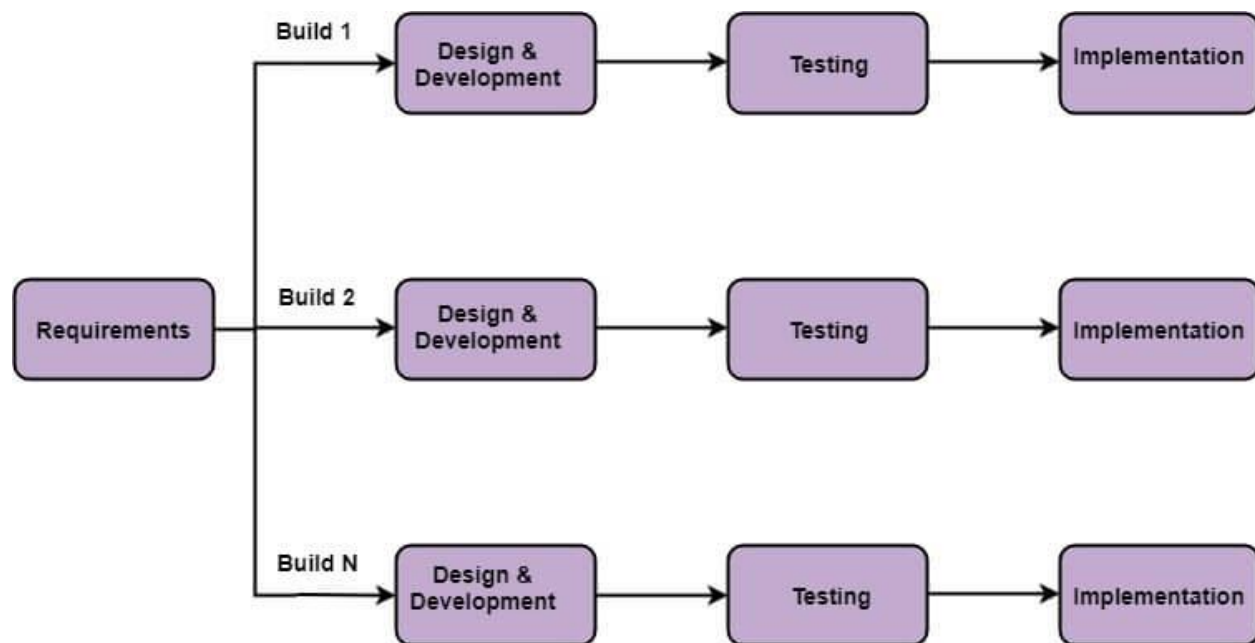 Build 1
Design &
Development
Testing
Implementation
Requirements
Build 2
Design &
Development
Testing
Implementation
Build N
Design &
Development
Testing
Implementation